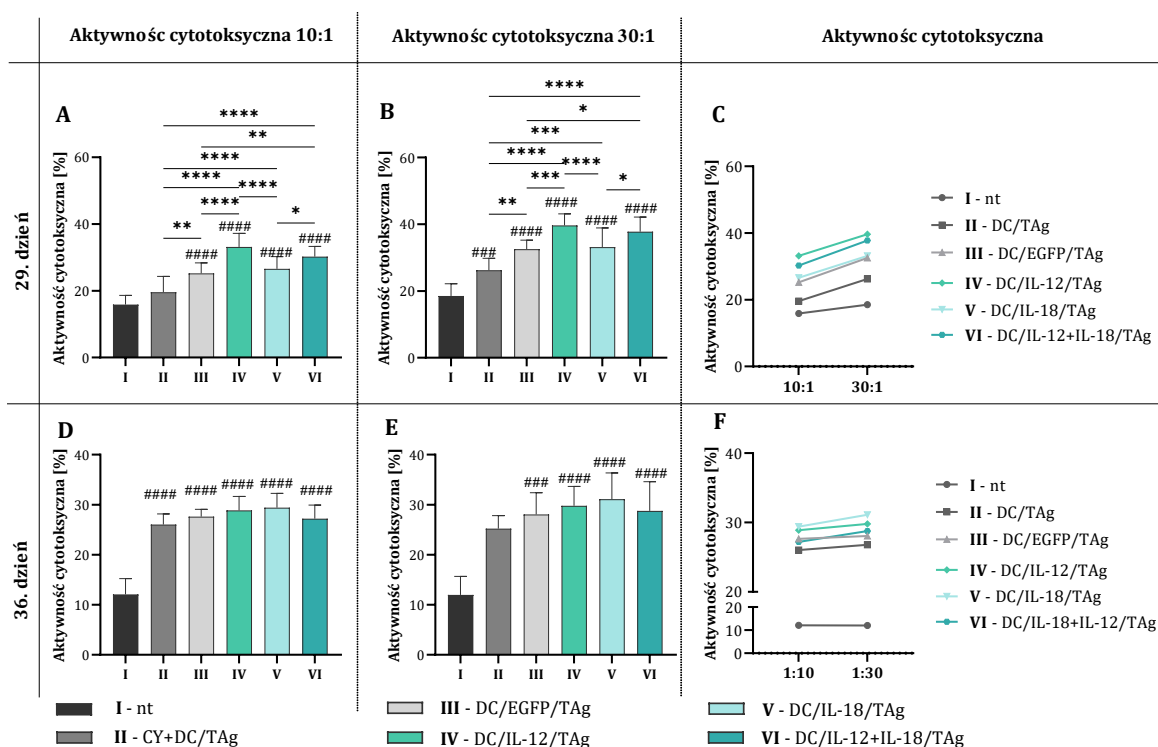 Aktywnośc cytotoksyczna 10:1
Aktywnośc cytotoksyczna 30:1
Aktywnośc cytotoksyczna
29. dzień
A
Aktywność cytotoksyczna [%]
60
40
20
0
****
**
****
****
****
**
****
*
####
####
####
I II III IV V VI
B
Aktywność cytotoksyczna [%]
60
40
20
0
****
*
***
****
****
***
*
**
###
####
####
####
I II III IV V VI
C
Aktywność cytotoksyczna [%]
60
40
20
0
10:1 30:1
I - nt
II - DC/TAg
III - DC/EGFP/TAg
IV - DC/IL-12/TAg
V - DC/IL-18/TAg
VI - DC/IL-12+IL-18/TAg
36. dzień
D
Aktywność cytotoksyczna [%]
40
30
20
10
0
####
####
####
####
####
I II III IV V VI
E
Aktywność cytotoksyczna [%]
40
30
20
10
0
###
####
####
####
I II III IV V VI
F
Aktywność cytotoksyczna [%]
40
30
20
20
10
0
1:10 1:30
I - nt
II - DC/TAg
III - DC/EGFP/TAg
IV - DC/IL-12/TAg
V - DC/IL-18/TAg
VI - DC/IL-18+IL-12/TAg
I - nt
II - CY+DC/TAg
III - DC/EGFP/TAg
IV - DC/IL-12/TAg
V - DC/IL-18/TAg
VI - DC/IL-12+IL-18/TAg